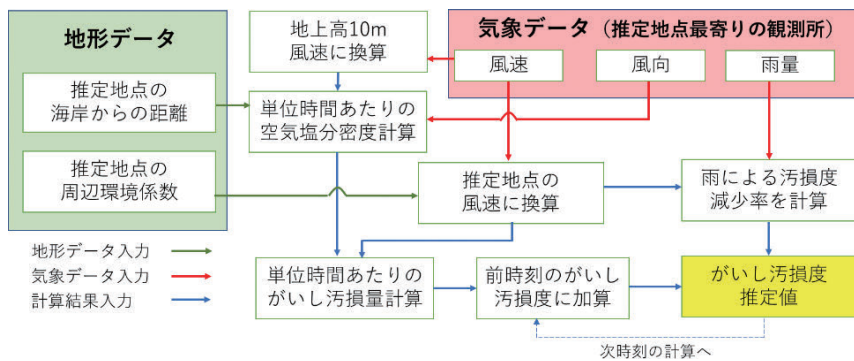 地形データ
推定地点の
海岸からの距離
推定地点の
周辺環境係数
地上高10m
風速に換算
気象データ（推定地点最寄りの観測所）
風速
風向
雨量
単位時間あたりの
空気塩分密度計算
推定地点の
風速に換算
雨による汚損度
減少率を計算
地形データ入力
気象データ入力
計算結果入力
単位時間あたりの
がいし汚損量計算
前時刻のがいし
汚損度に加算
がいし汚損度
推定値
次時刻の計算へ